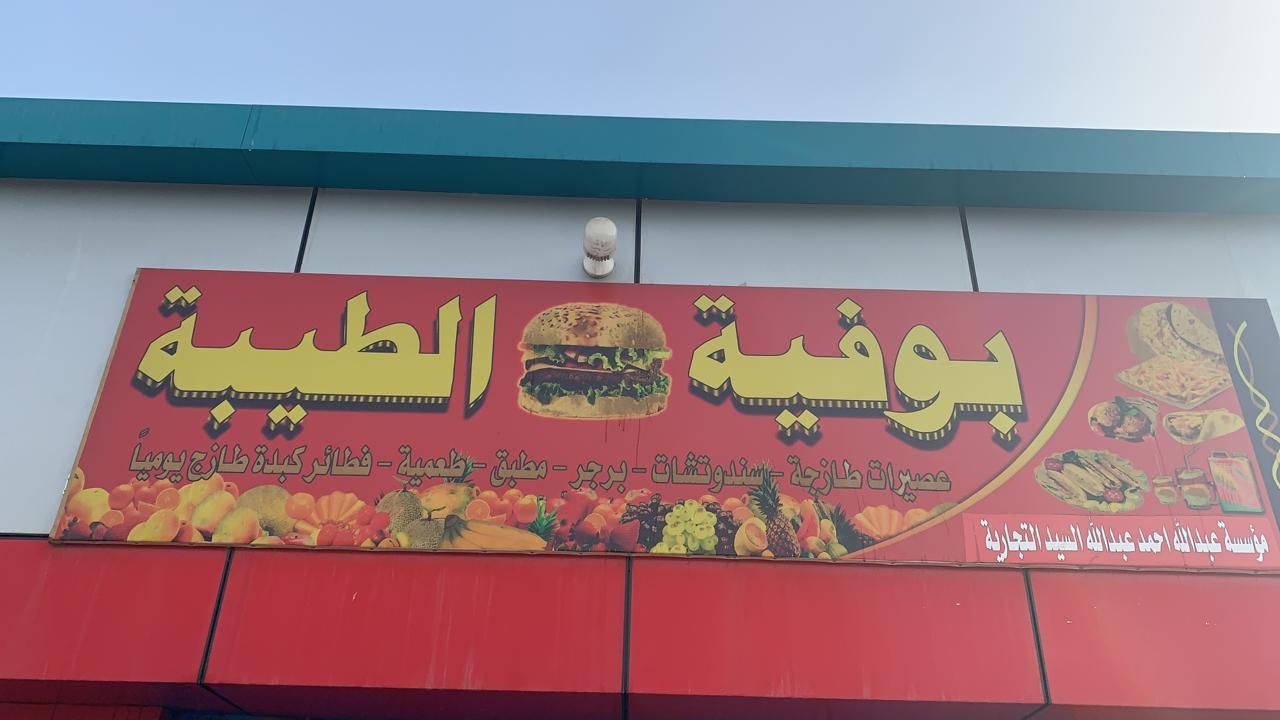 بوفية الطيبة
عصيرات طازجة - سندوتشات - برجر - مطبق - طعمية - فطائر كبدة طازج يومياً
مؤسسة عبدالله احمد عبدالله السيد التجارية